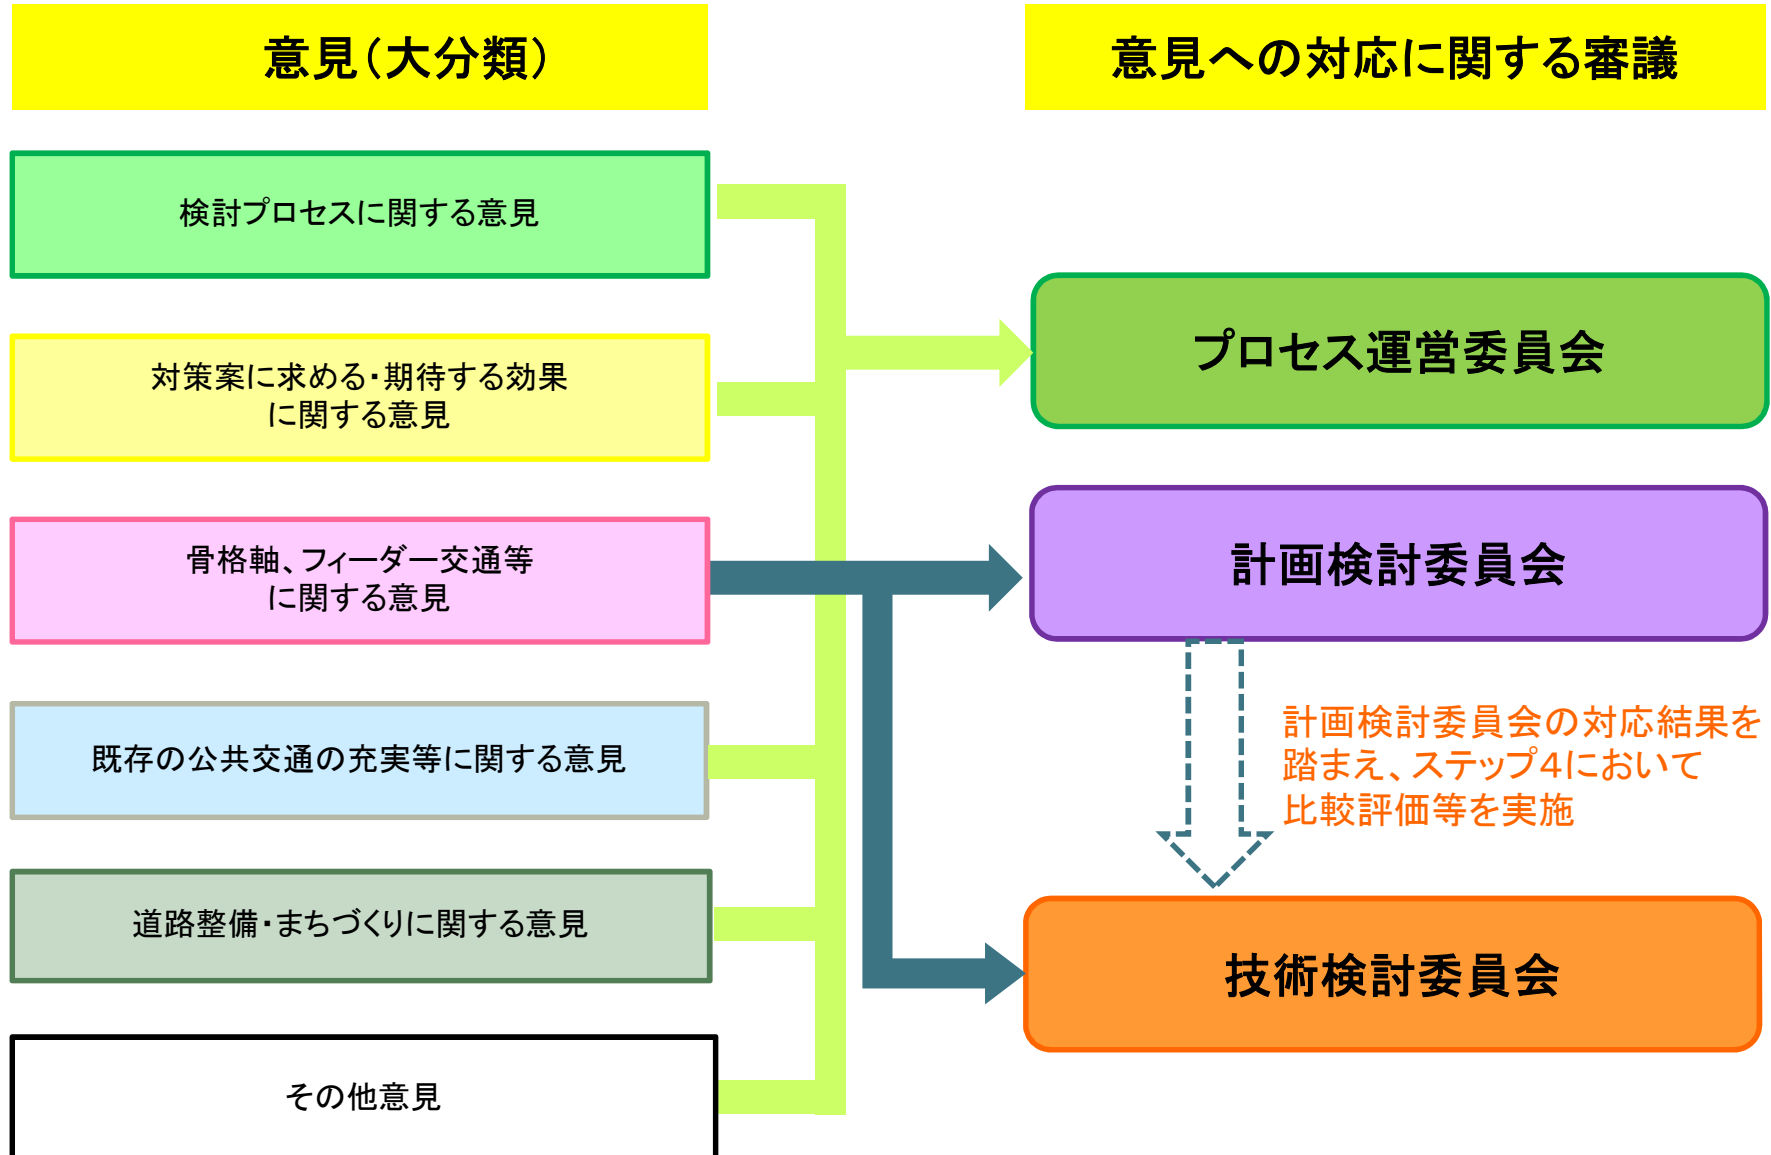 意見（大分類）
検討プロセスに関する意見
対策案に求める・期待する効果
に関する意見
骨格軸、フィーダー交通等
に関する意見
既存の公共交通の充実等に関する意見
道路整備・まちづくりに関する意見
その他意見
意見への対応に関する審議
プロセス運営委員会
計画検討委員会
計画検討委員会の対応結果を
踏まえ、ステップ４において
比較評価等を実施
技術検討委員会